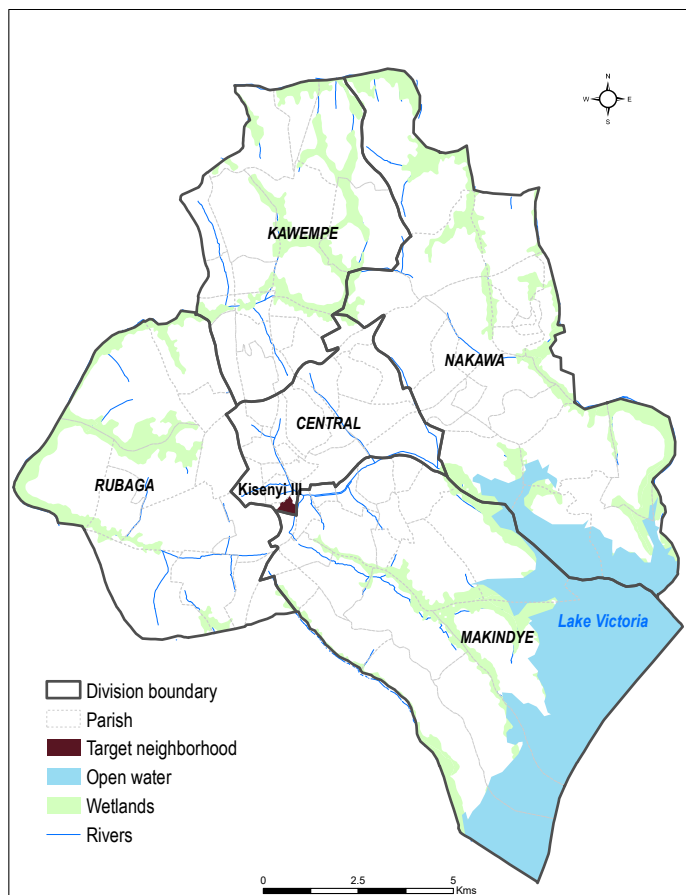 N
W E
S
KAWEMPE
NAKAWA
CENTRAL
RUBAGA
Kisenyi III
Lake Victoria
MAKINDYE
Division boundary
Parish
Target neighborhood
Open water
Wetlands
Rivers
0 2.5 5
Kms